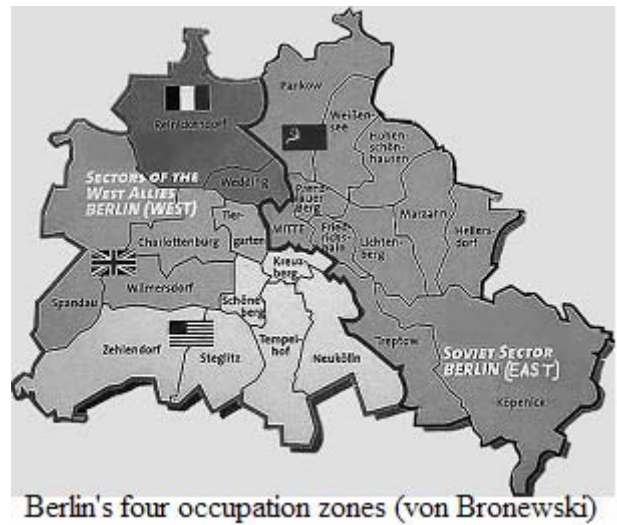 Pankow
Weißen-
see
Reinickendorf
Hohen-
schön-
hausen
SECTORS OF THE
WEST ALLIES
BERLIN (WEST)
Wedding
Prenz-
lauer
Berg
Marzahn
Hellers-
dorf
Tier-
garten
MITTE
Fried-
richs-
hain
Lichten-
berg
Charlottenburg
Kreuz-
berg
Wilmersdorf
Spandau
Schöne-
berg
Zehlendorf
Steglitz
Tempel-
hof
Neukölln
Treptow
SOVIET SECTOR
BERLIN (EAST)
Köpenick
Berlin's four occupation zones (von Bronewski)